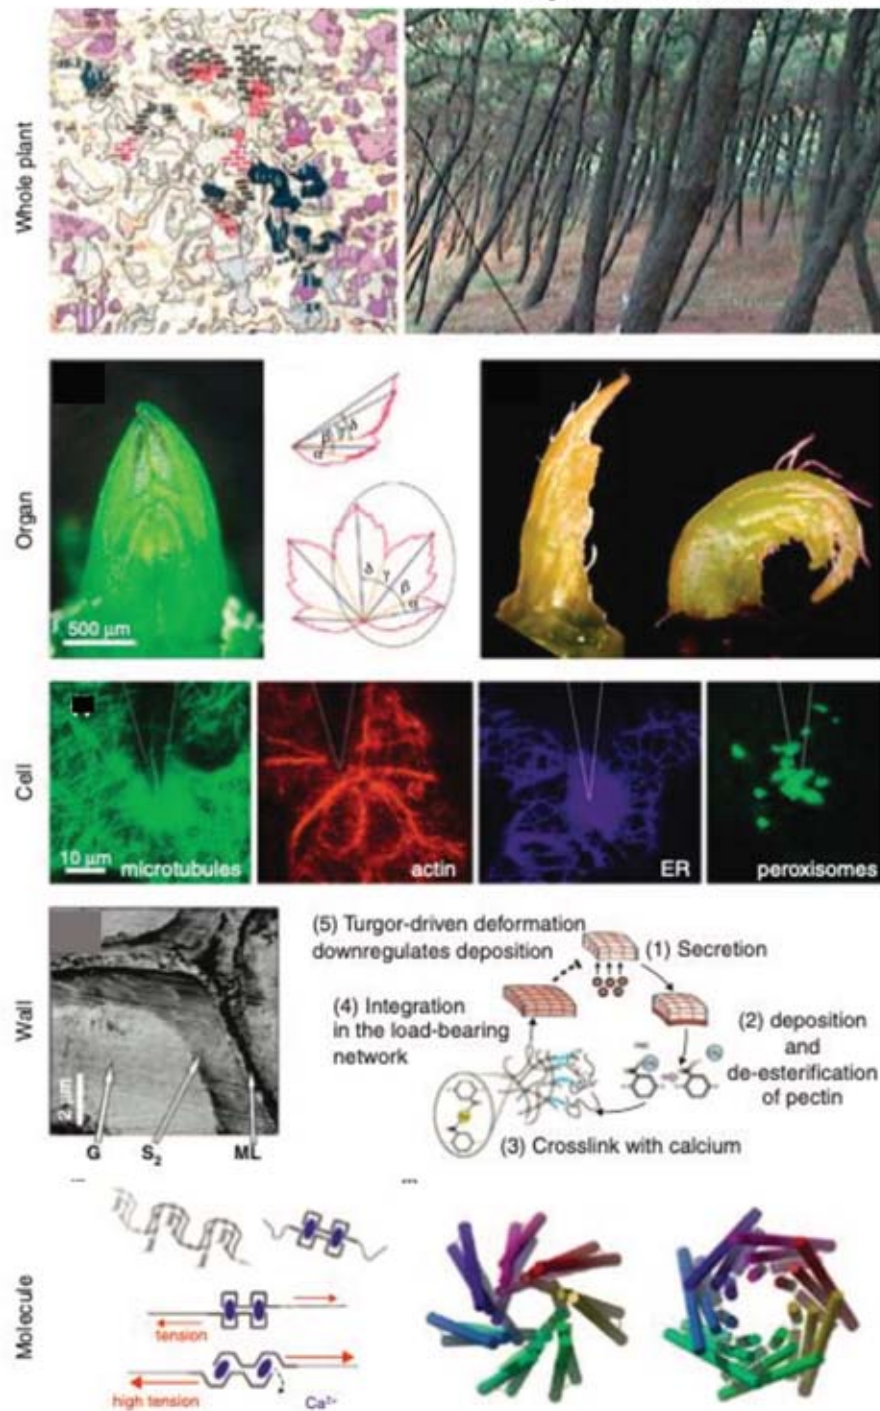 Whole plant
Organ
500 µm
α
β
γ
δ
δ
γ
β
α
Cell
10 µm
microtubules
actin
ER
peroxisomes
Wall
2 µm
G
S₂
ML
(5) Turgor-driven deformation
downregulates deposition
(1) Secretion
(4) Integration
in the load-bearing
network
(2) deposition
and
de-esterification
of pectin
(3) Crosslink with calcium
Molecule
tension
high tension
Ca²⁺